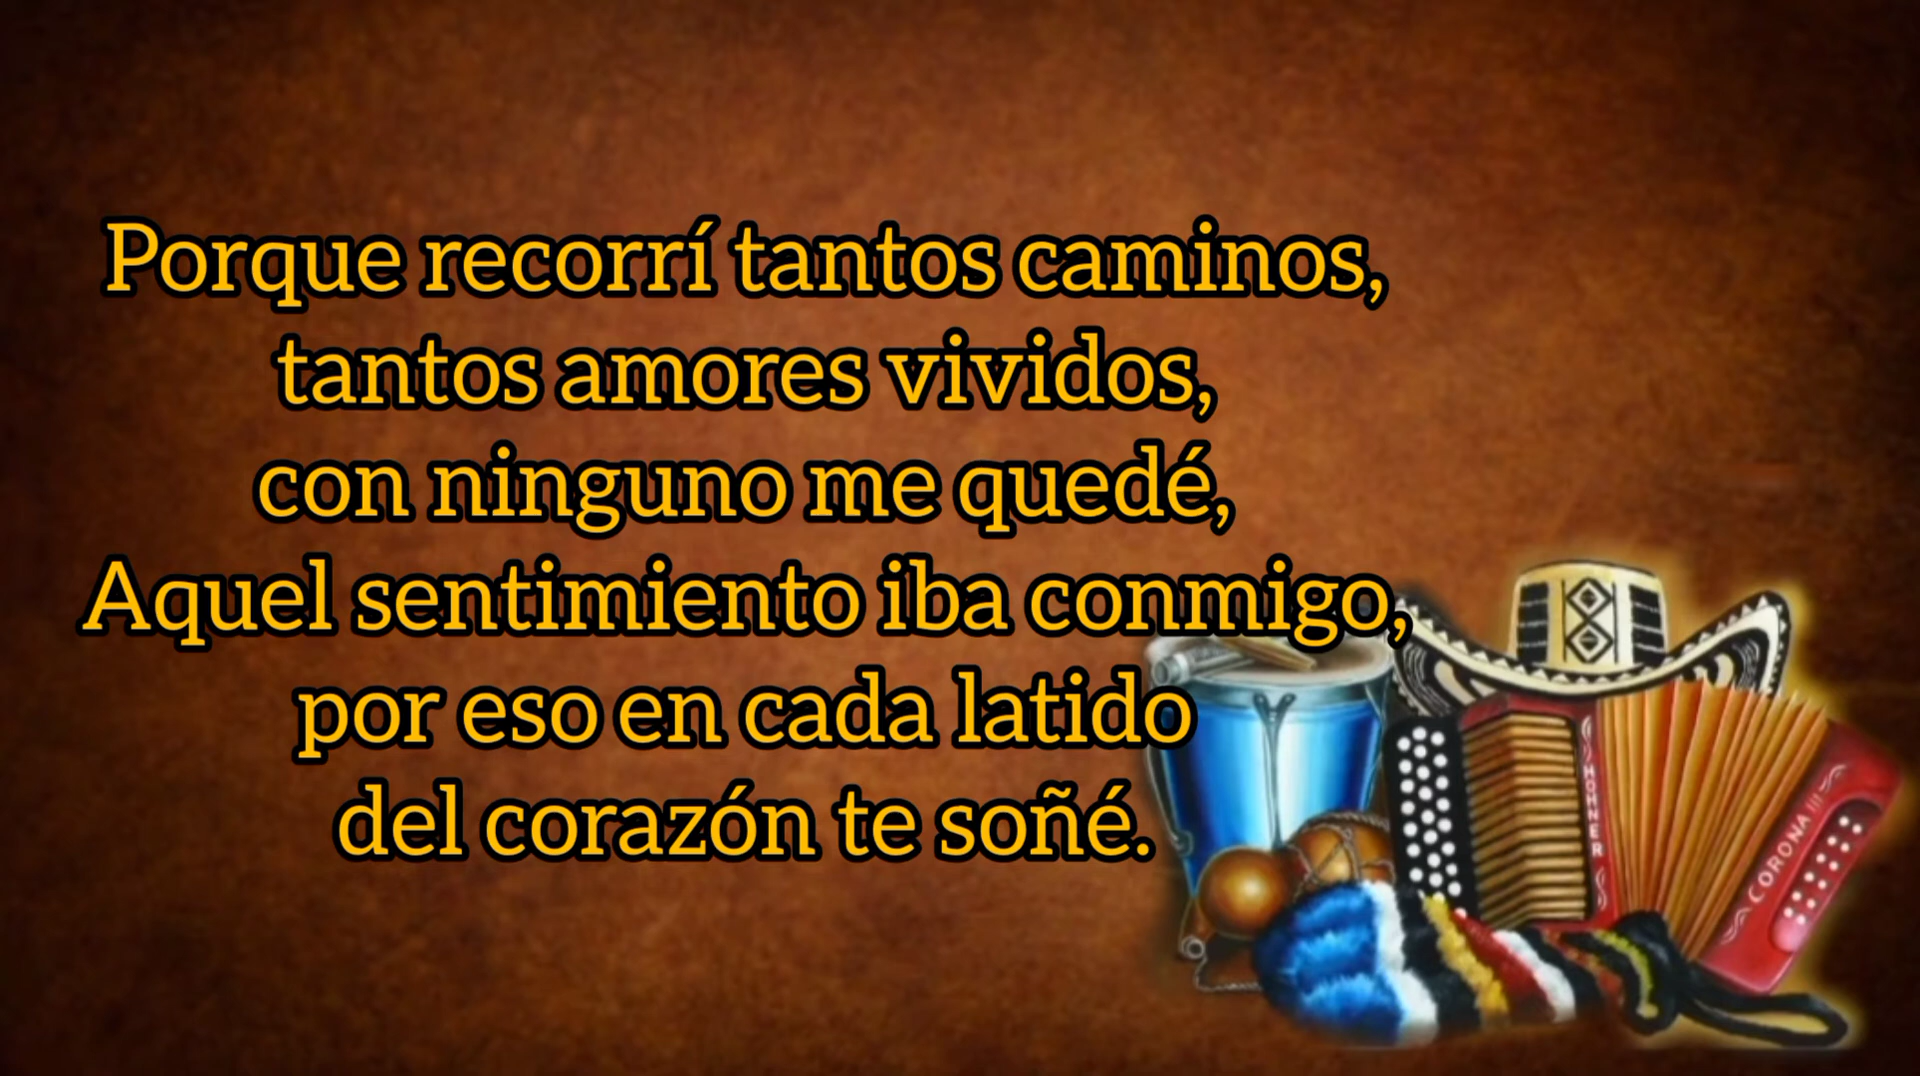 Porque recorrí tantos caminos,
tantos amores vividos,
con ninguno me quedé,
Aquel sentimiento iba conmigo,
por eso en cada latido
del corazón te soñé.
HOHNER
CORONA III